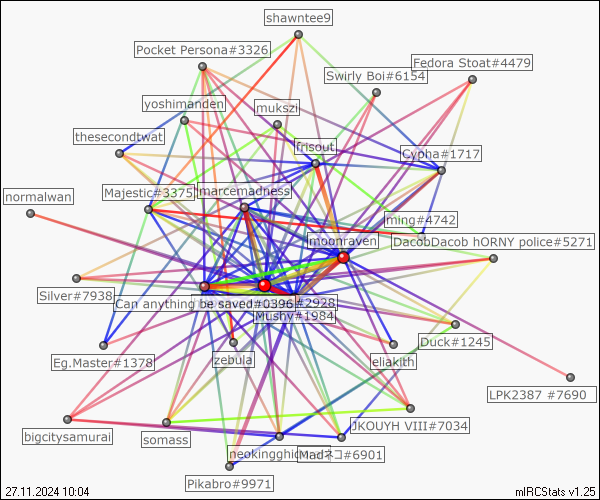 shawntee9
Pocket Persona#3326
Fedora Stoat#4479
Swirly Boi#6154
yoshimanden
mukszi
thesecondtwat
frisout
Cypha#1717
Majestic#3375
marcemadness
normalwan
ming#4742
moonraven
DacobDacob hORNY police#5271
Silver#7938
Can anything be saved#0396
#2928
Mushy#1984
Duck#1245
Eg.Master#1378
zebula
eliakith
LPK2387 #7690
JKOUYH VIII#7034
bigcitysamurai
somass
neokingghidorah
Madネコ#6901
Pikabro#9971
27.11.2024 10:04
mIRCStats v1.25